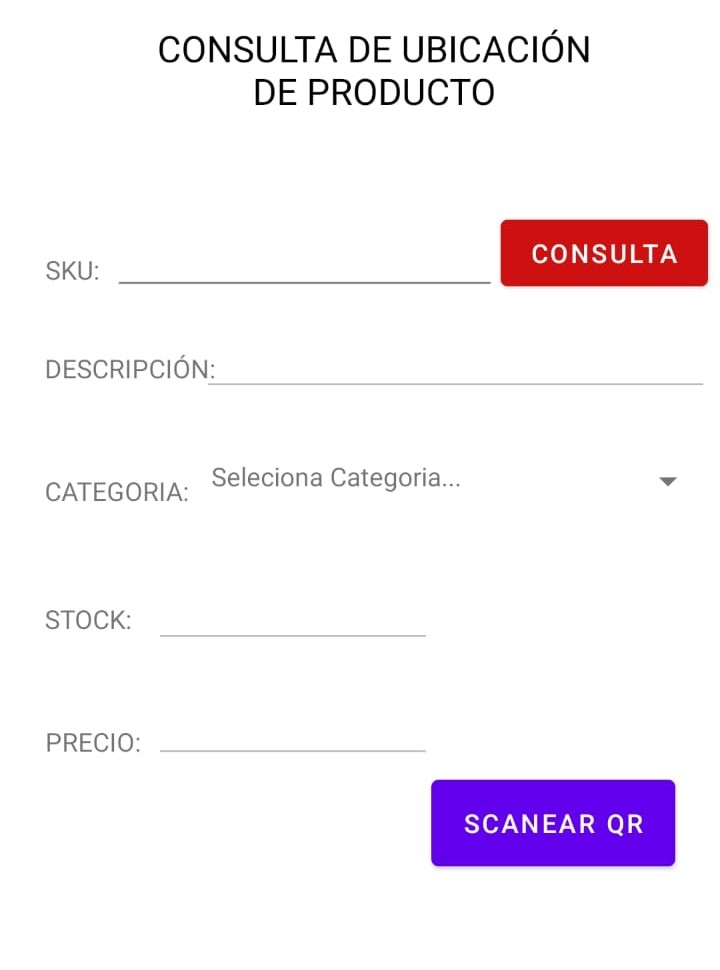 CONSULTA DE UBICACIÓN
DE PRODUCTO
SKU:
CONSULTA
DESCRIPCIÓN:
CATEGORIA:
Seleciona Categoria...
STOCK:
PRECIO:
SCANEAR QR